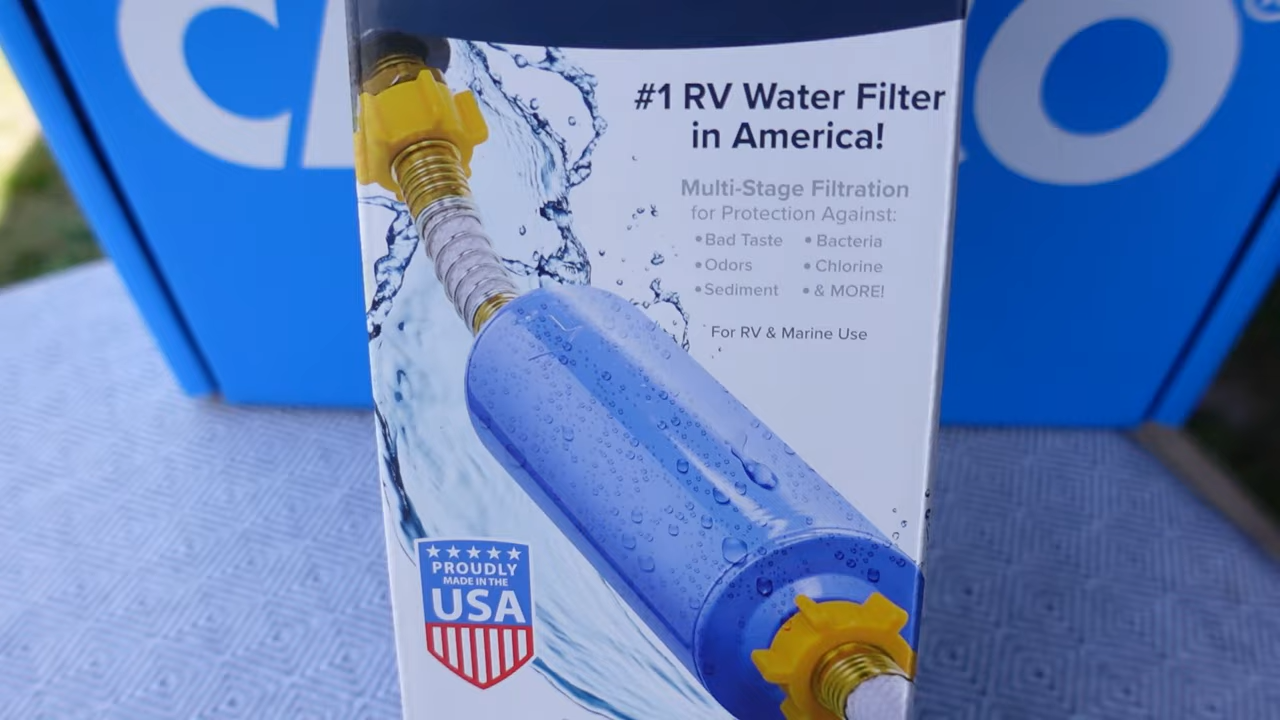 #1 RV Water Filter
in America!
Multi-Stage Filtration
for Protection Against:
• Bad Taste • Bacteria
• Odors • Chlorine
• Sediment • & MORE!
For RV & Marine Use
PROUDLY
MADE IN THE
USA